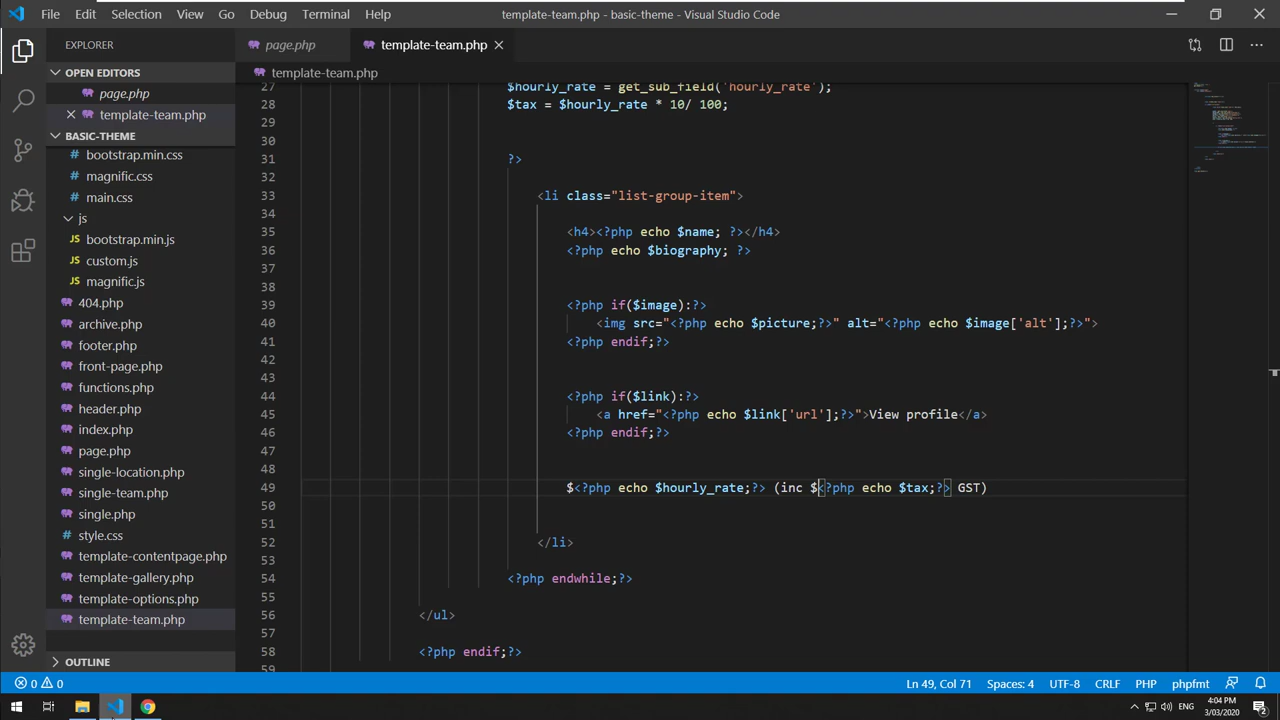 File Edit Selection View Go Debug Terminal Help
template-team.php - basic-theme - Visual Studio Code
EXPLORER
OPEN EDITORS
page.php
template-team.php
BASIC-THEME
bootstrap.min.css
magnific.css
main.css
js
JS bootstrap.min.js
JS custom.js
JS magnific.js
404.php
archive.php
footer.php
front-page.php
functions.php
header.php
index.php
page.php
single-location.php
single-team.php
single.php
style.css
template-contentpage.php
template-gallery.php
template-options.php
template-team.php
OUTLINE
page.php template-team.php
template-team.php
27 $hourly_rate = get_sub_field('hourly_rate');
28 $tax = $hourly_rate * 10/ 100;
29
30
31 ?>
32
33 <li class="list-group-item">
34
35 <h4><?php echo $name; ?></h4>
36 <?php echo $biography; ?>
37
38
39 <?php if($image):?>
40 <img src="<?php echo $picture;?>" alt="<?php echo $image['alt'];?>">
41 <?php endif;?>
42
43
44 <?php if($link):?>
45 <a href="<?php echo $link['url'];?>">View profile</a>
46 <?php endif;?>
47
48
49 $<?php echo $hourly_rate;?> (inc $<?php echo $tax;?> GST)
50
51
52 </li>
53
54 <?php endwhile;?>
55
56 </ul>
57
58 <?php endif;?>
59
0 0
Ln 49, Col 71 Spaces: 4 UTF-8 CRLF PHP phpfmt
ENG
4:04 PM
3/03/2020
2